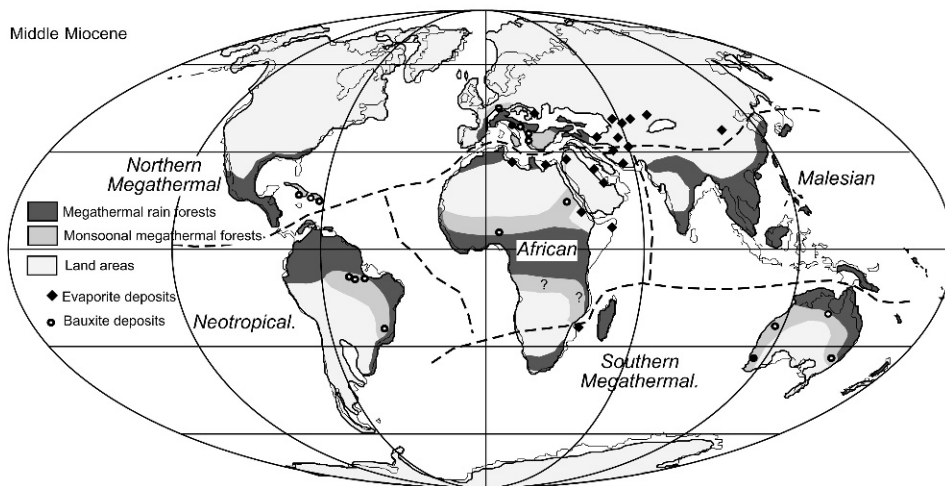 Middle Miocene
Northern
Megathermal
Malesian
Megathermal rain forests
Monsoonal megathermal forests
African
Land areas
?
?
Evaporite deposits
Bauxite deposits
Neotropical.
Southern
Megathermal.